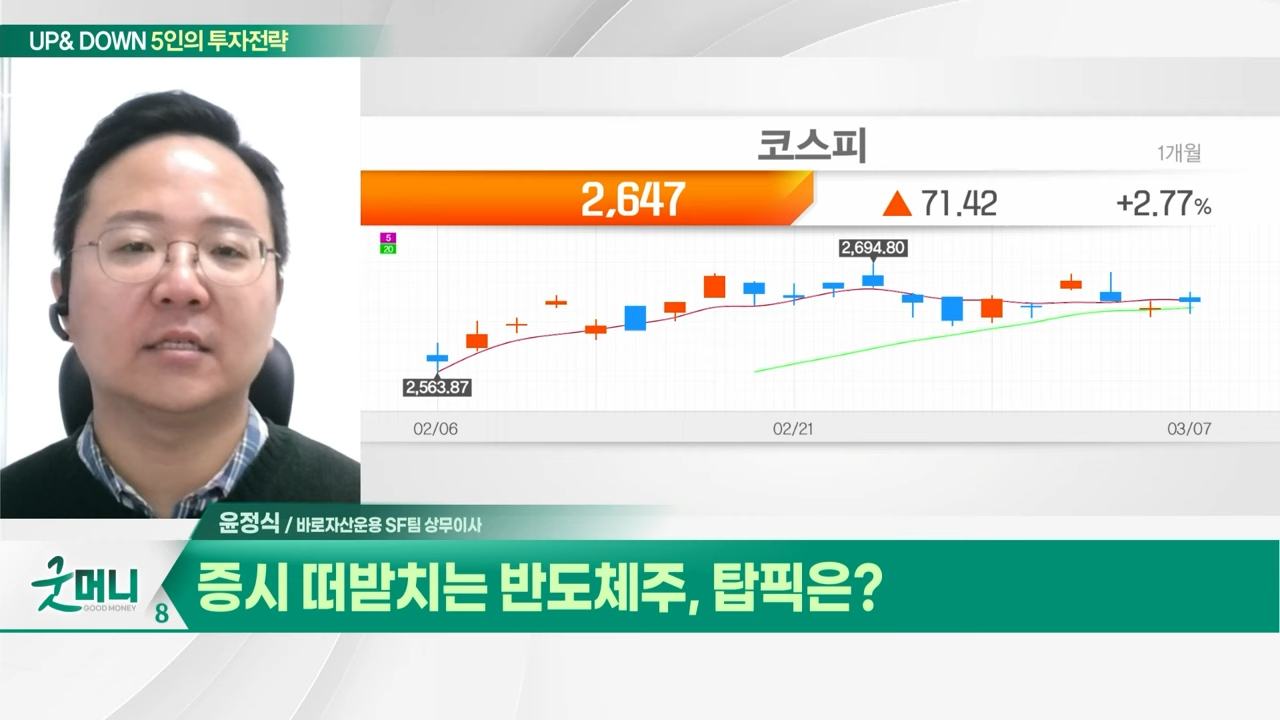 UP& DOWN 5인의 투자전략
코스피
1개월
2,647 ▲ 71.42 +2.77%
5
20
2,694.80
2,563.87
02/06 02/21 03/07
윤정식 / 바로자산운용 SF팀 상무이사
굿머니
GOOD MONEY
8
증시 떠받치는 반도체주, 탑픽은?